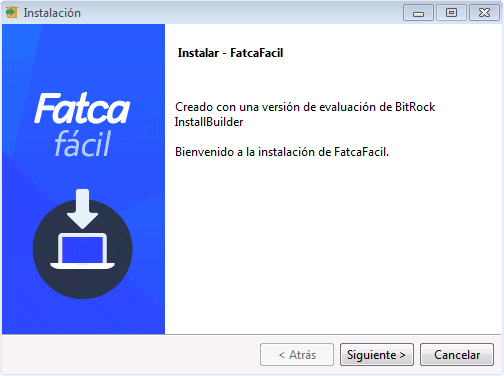 Instalación
Instalar - FatcaFacil
Fatca
fácil
Creado con una versión de evaluación de BitRock
InstallBuilder
Bienvenido a la instalación de FatcaFacil.
< Atrás
Siguiente >
Cancelar